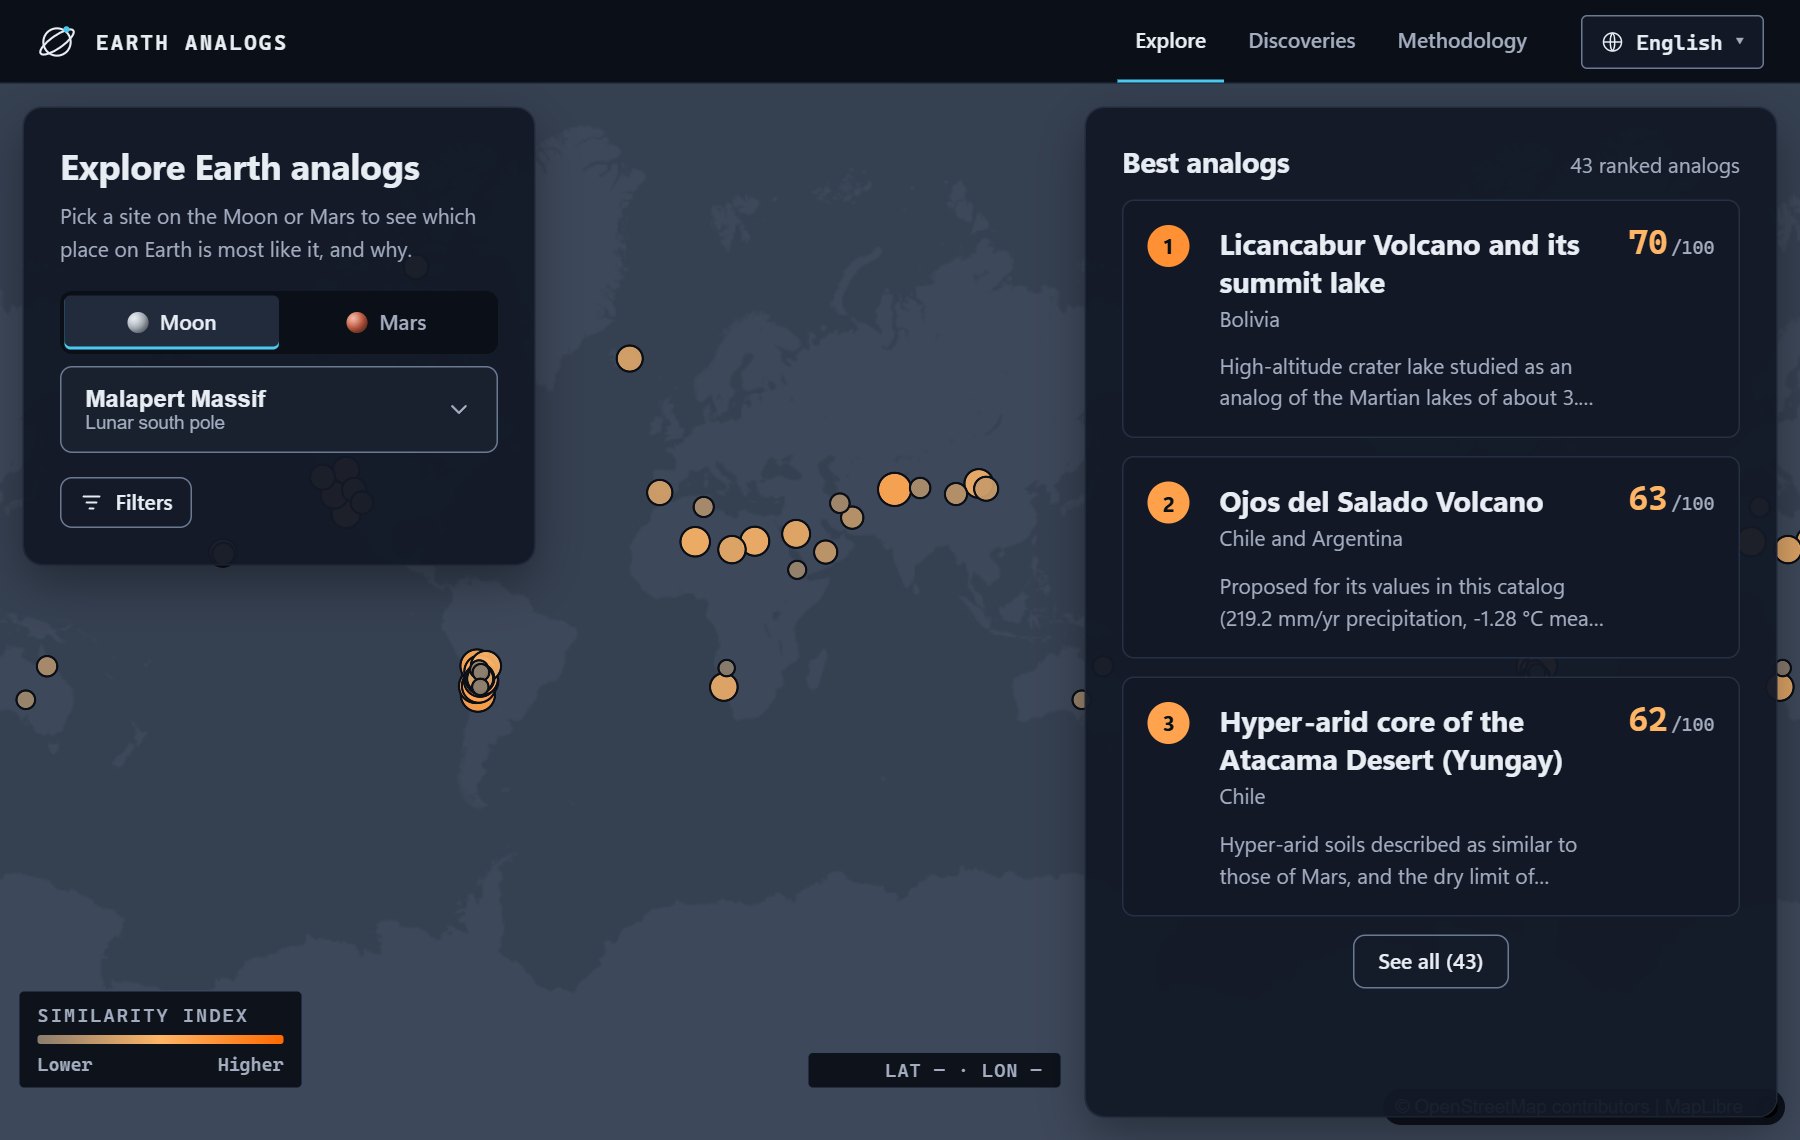 EARTH ANALOGS
Explore
Discoveries
Methodology
English
Explore Earth analogs
Pick a site on the Moon or Mars to see which
place on Earth is most like it, and why.
Moon
Mars
Malapert Massif
Lunar south pole
Filters
Best analogs
43 ranked analogs
1
Licancabur Volcano and its
summit lake
70/100
Bolivia
High-altitude crater lake studied as an
analog of the Martian lakes of about 3....
2
Ojos del Salado Volcano
63/100
Chile and Argentina
Proposed for its values in this catalog
(219.2 mm/yr precipitation, -1.28 °C mea...
3
Hyper-arid core of the
Atacama Desert (Yungay)
62/100
Chile
Hyper-arid soils described as similar to
those of Mars, and the dry limit of...
See all (43)
SIMILARITY INDEX
Lower
Higher
LAT – · LON –
© OpenStreetMap contributors | MapLibre